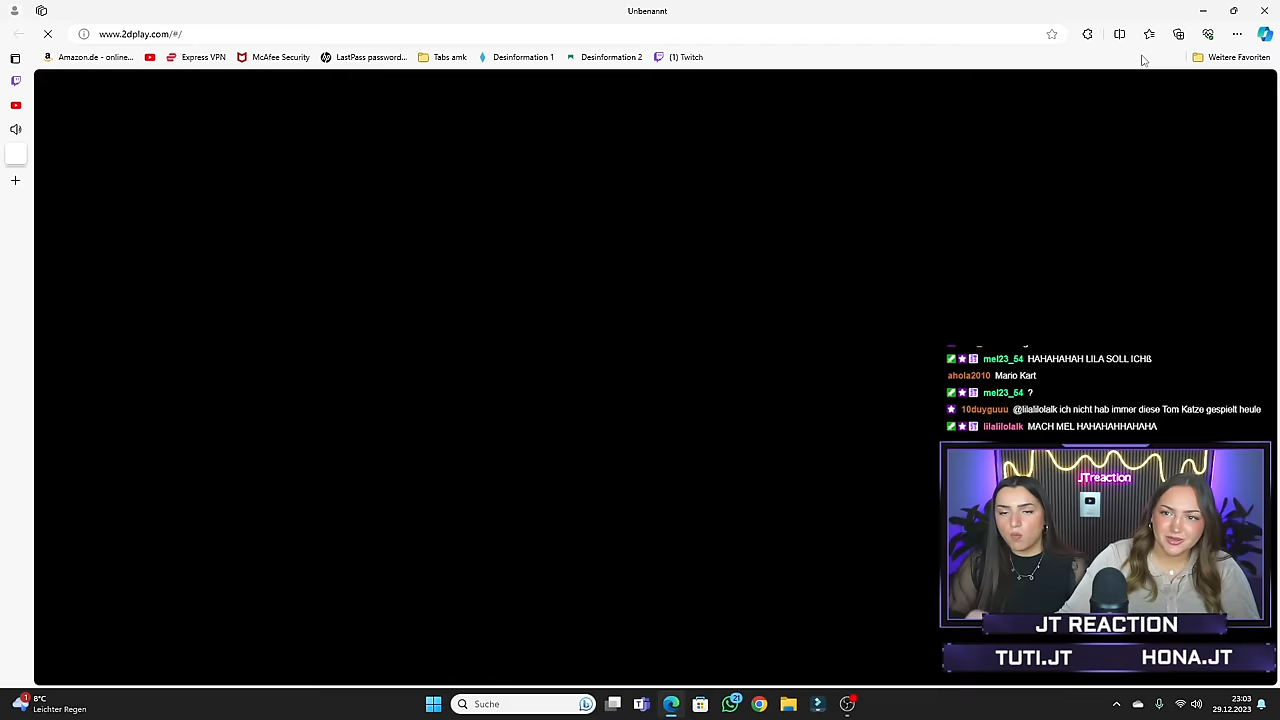 Unbenannt
www.2dplay.com/#/
Amazon.de - online...
Express VPN
McAfee Security
LastPass password...
Tabs amk
Desinformation 1
Desinformation 2
(1) Twitch
Weitere Favoriten
mel23_54 HAHAHAHAH LILA SOLL ICHß
ahola2010 Mario Kart
mel23_54 ?
10duyguuu @lilalilolalk ich nicht hab immer diese Tom Katze gespielt heule
lilalilolalk MACH MEL HAHAHAHHAHAHA
JTreaction
JT REACTION
TUTI.JT HONA.JT
1
8°C
Leichter Regen
Suche
21
23:03
29.12.2023